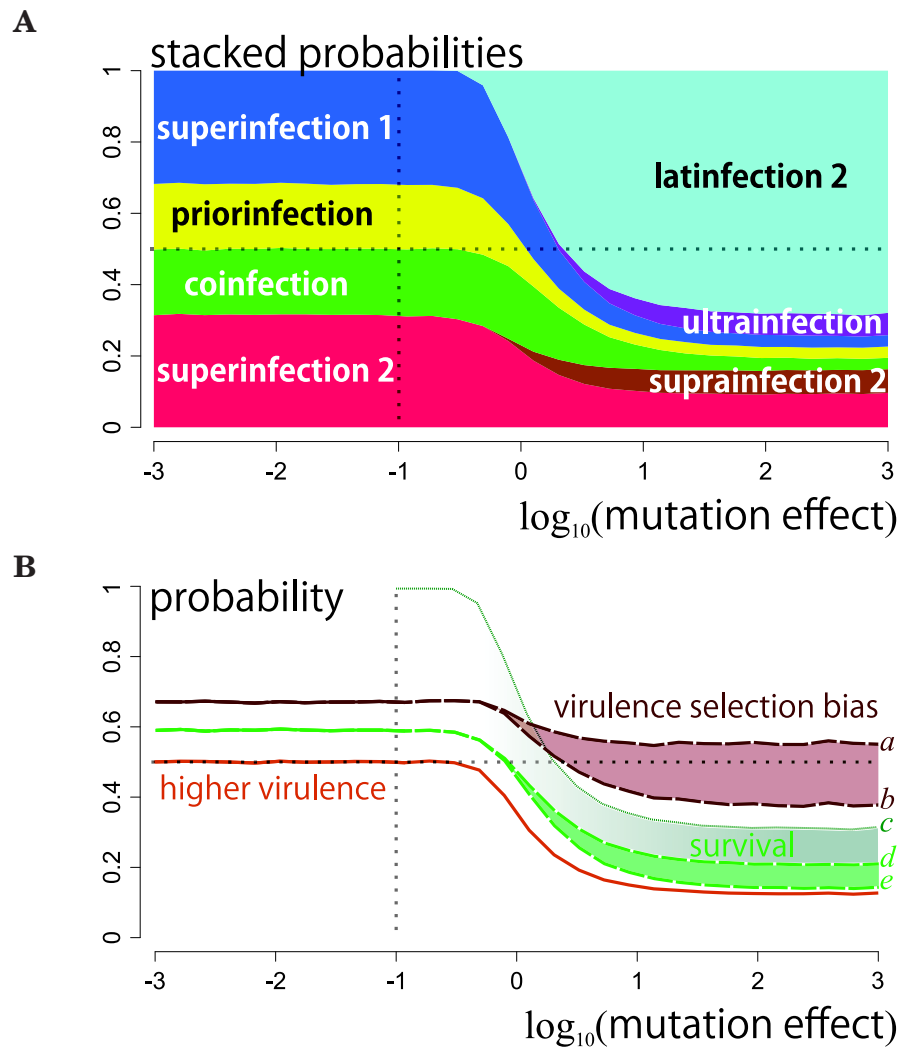 A
stacked probabilities
1
0.8
0.6
0.4
0.2
0
superinfection 1
priorinfection
coinfection
superinfection 2
latinfection 2
ultrainfection
suprainfection 2
-3 -2 -1 0 1 2 3
log10(mutation effect)
B
probability
1
0.8
0.6
0.4
0.2
0
virulence selection bias
higher virulence
survival
a
b
c
d
e
-3 -2 -1 0 1 2 3
log10(mutation effect)